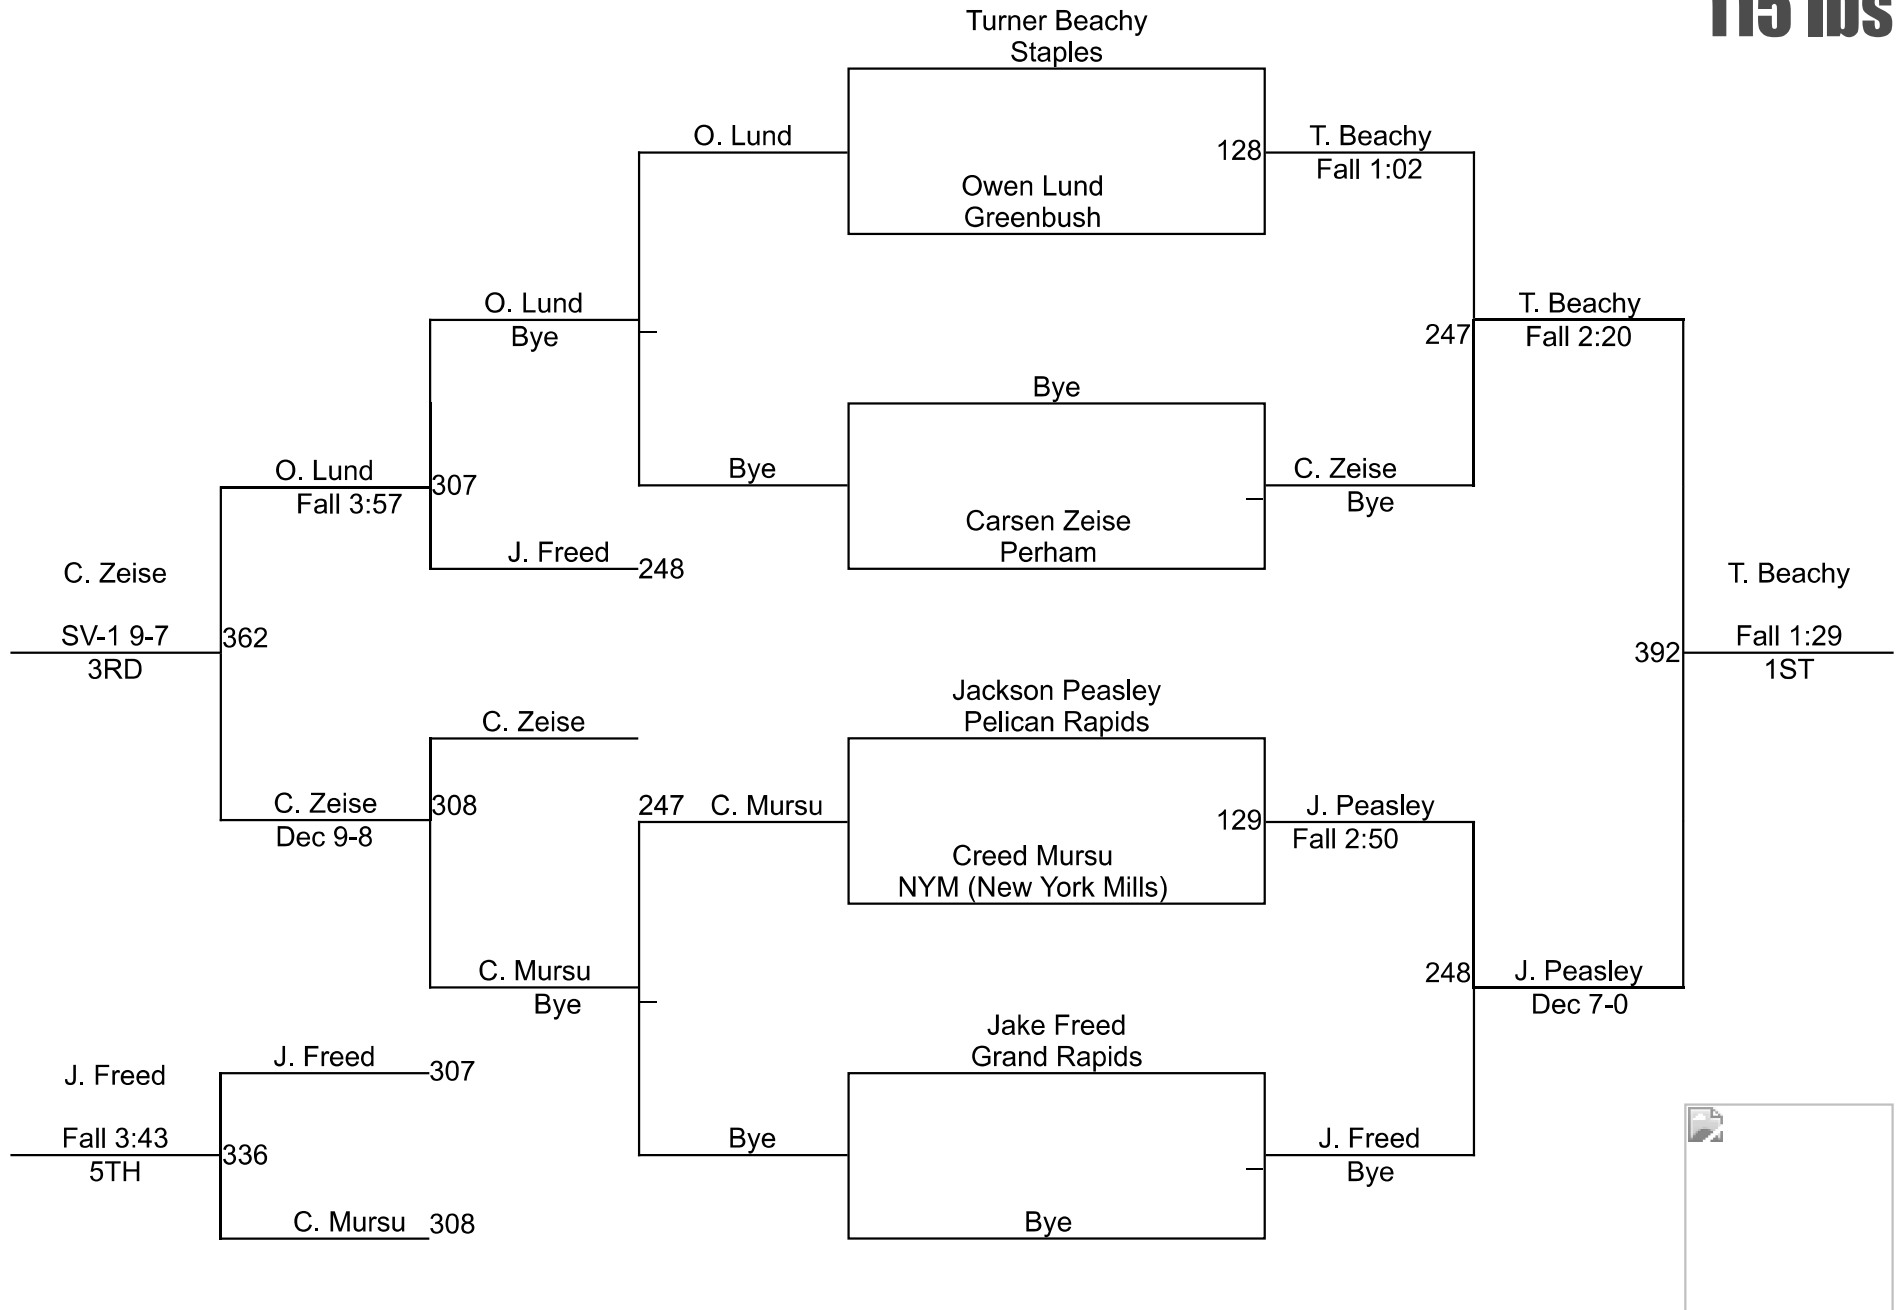 115 lbs
Turner Beachy
Staples
O. Lund
128
T. Beachy
Fall 1:02
Owen Lund
Greenbush
O. Lund
Bye
247
T. Beachy
Fall 2:20
Bye
O. Lund
Fall 3:57
307
Bye
C. Zeise
Bye
Carsen Zeise
Perham
J. Freed
248
C. Zeise
SV-1 9-7
3RD
362
T. Beachy
Fall 1:29
1ST
392
Jackson Peasley
Pelican Rapids
C. Zeise
C. Zeise
Dec 9-8
308
247
C. Mursu
129
J. Peasley
Fall 2:50
Creed Mursu
NYM (New York Mills)
C. Mursu
Bye
248
J. Peasley
Dec 7-0
Jake Freed
Grand Rapids
J. Freed
307
J. Freed
Fall 3:43
5TH
336
Bye
J. Freed
Bye
C. Mursu
308
Bye